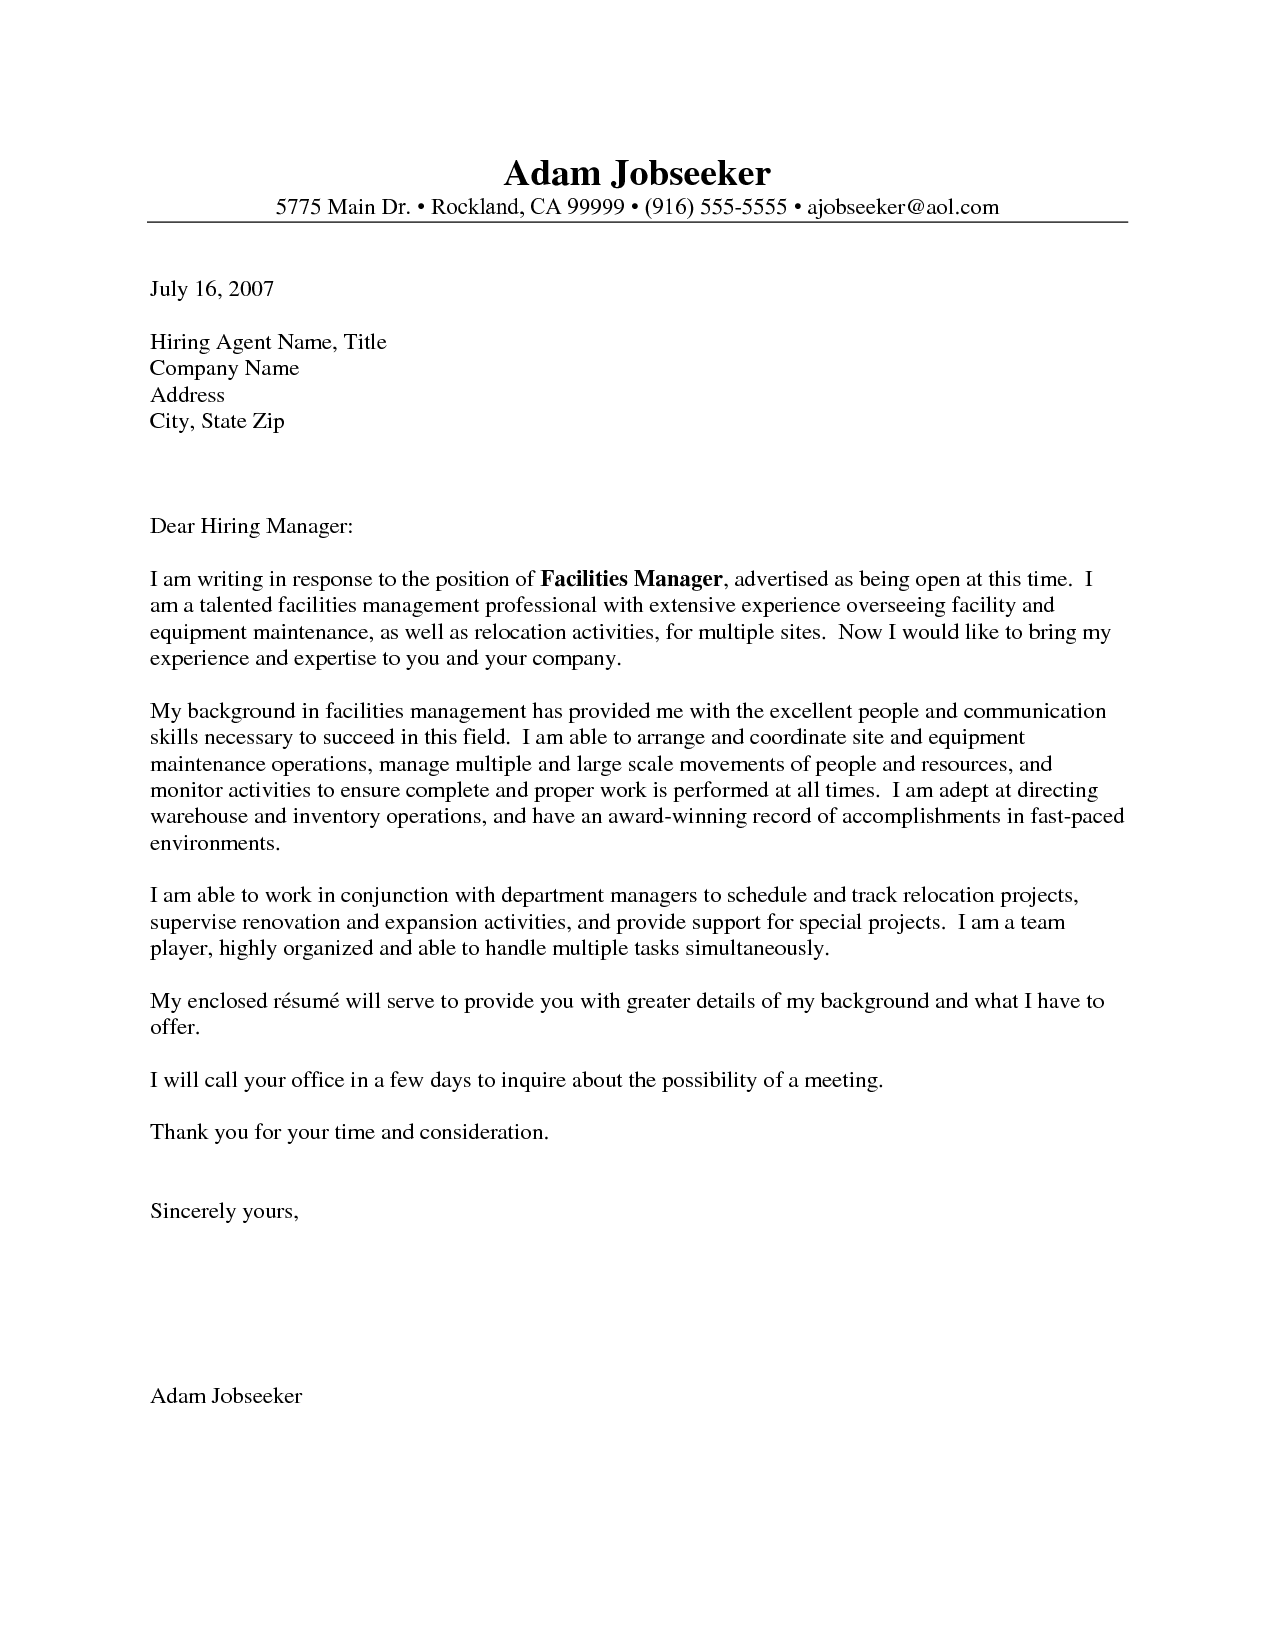 Adam Jobseeker
5775 Main Dr. • Rockland, CA 99999 • (916) 555-5555 • ajobseeker@aol.com
July 16, 2007
Hiring Agent Name, Title
Company Name
Address
City, State Zip
Dear Hiring Manager:
I am writing in response to the position of Facilities Manager, advertised as being open at this time.  I
am a talented facilities management professional with extensive experience overseeing facility and
equipment maintenance, as well as relocation activities, for multiple sites.  Now I would like to bring my
experience and expertise to you and your company.
My background in facilities management has provided me with the excellent people and communication
skills necessary to succeed in this field.  I am able to arrange and coordinate site and equipment
maintenance operations, manage multiple and large scale movements of people and resources, and
monitor activities to ensure complete and proper work is performed at all times.  I am adept at directing
warehouse and inventory operations, and have an award-winning record of accomplishments in fast-paced
environments.
I am able to work in conjunction with department managers to schedule and track relocation projects,
supervise renovation and expansion activities, and provide support for special projects.  I am a team
player, highly organized and able to handle multiple tasks simultaneously.
My enclosed résumé will serve to provide you with greater details of my background and what I have to
offer.
I will call your office in a few days to inquire about the possibility of a meeting.
Thank you for your time and consideration.
Sincerely yours,
Adam Jobseeker